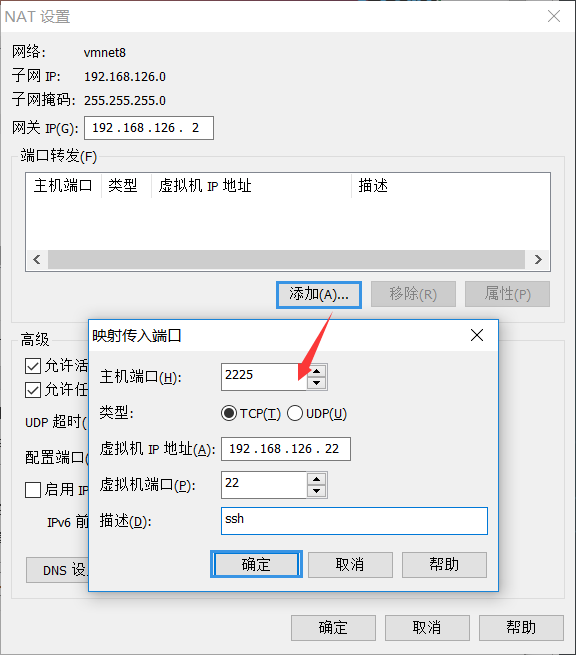 NAT 设置
网络: vmnet8
子网 IP: 192.168.126.0
子网掩码: 255.255.255.0
网关 IP(G): 192 . 168 . 126 . 2
端口转发(F)
主机端口 类型 虚拟机 IP 地址 描述
添加(A)... 移除(R) 属性(P)
高级
映射传入端口
允许活
主机端口(H): 2225
允许任
类型: TCP(T) UDP(U)
UDP 超时(
虚拟机 IP 地址(A): 192 . 168 . 126 . 22
配置端口(
虚拟机端口(P): 22
启用 IP
描述(D): ssh
IPv6 前
确定 取消 帮助
DNS 设
确定 取消 帮助